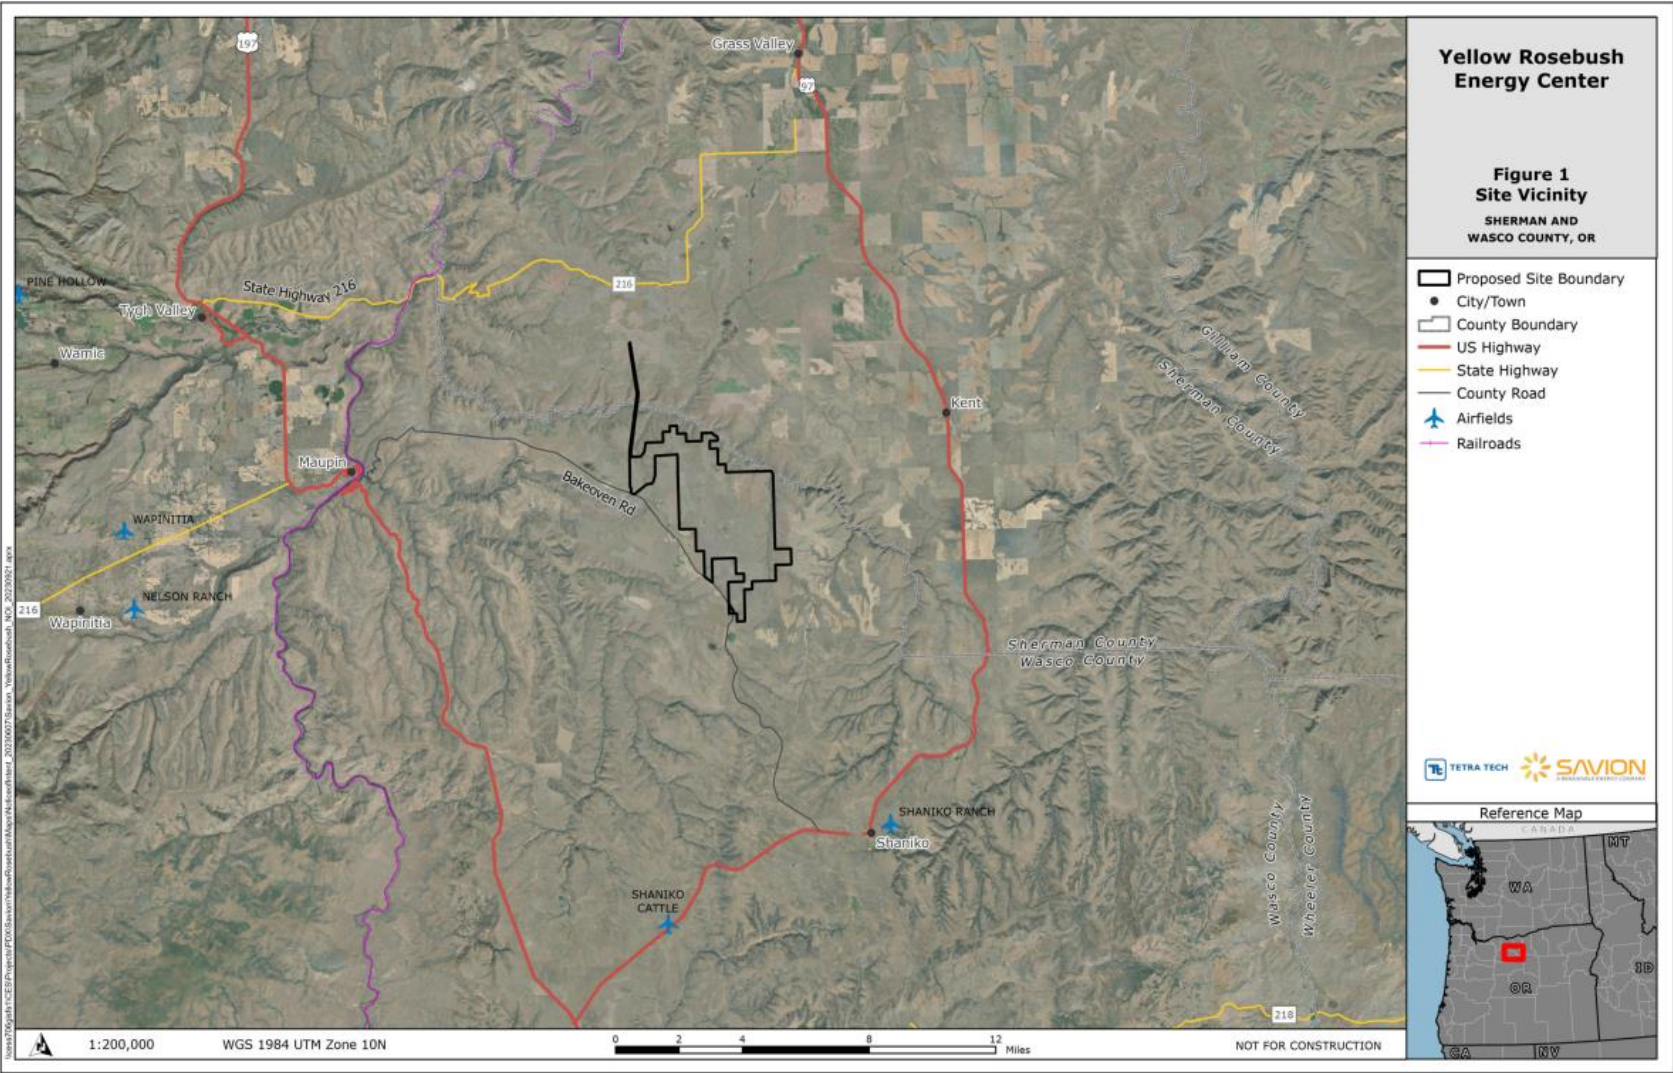 197
Grass Valley
97
PINE HOLLOW
State Highway 216
216
Tygh Valley
Wamic
Gilliam County
Sherman County
Kent
Maupin
Bakeoven Rd
WAPINITIA
NELSON RANCH
216
Wapinitia
Sherman County
Wasco County
SHANIKO RANCH
Shaniko
SHANIKO
CATTLE
Wasco County
Wheeler County
218
1:200,000
WGS 1984 UTM Zone 10N
0 2 4 8 12
Miles
NOT FOR CONSTRUCTION
Yellow Rosebush
Energy Center
Figure 1
Site Vicinity
SHERMAN AND
WASCO COUNTY, OR
Proposed Site Boundary
City/Town
County Boundary
US Highway
State Highway
County Road
Airfields
Railroads
TETRA TECH
SAVION
Reference Map
CANADA
MT
WA
ID
OR
CA
NV